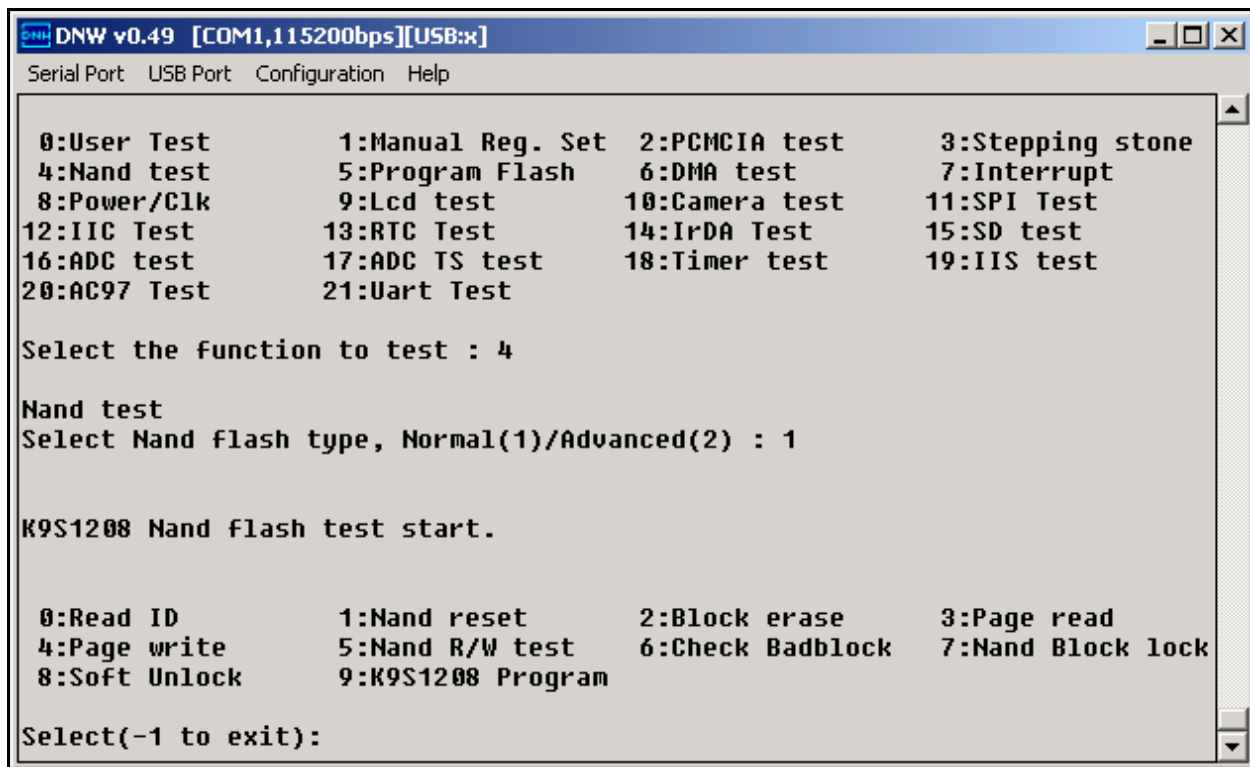 DNW v0.49 [COM1,115200bps][USB:x]
Serial Port USB Port Configuration Help
0:User Test 1:Manual Reg. Set 2:PCMCIA test 3:Stepping stone
4:Nand test 5:Program Flash 6:DMA test 7:Interrupt
8:Power/Clk 9:Lcd test 10:Camera test 11:SPI Test
12:IIC Test 13:RTC Test 14:IrDA Test 15:SD test
16:ADC test 17:ADC TS test 18:Timer test 19:IIS test
20:AC97 Test 21:Uart Test
Select the function to test : 4
Nand test
Select Nand flash type, Normal(1)/Advanced(2) : 1
K9S1208 Nand flash test start.
0:Read ID 1:Nand reset 2:Block erase 3:Page read
4:Page write 5:Nand R/W test 6:Check Badblock 7:Nand Block lock
8:Soft Unlock 9:K9S1208 Program
Select(-1 to exit):